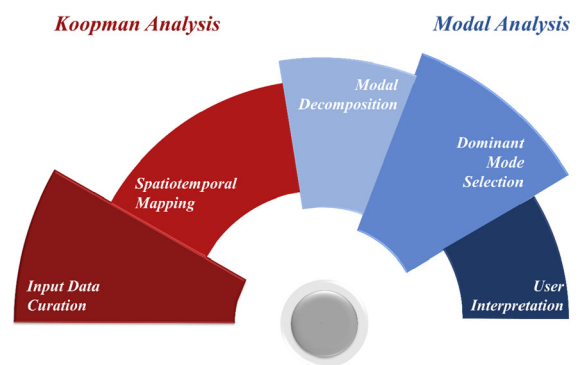 Koopman Analysis
Modal Analysis
Modal
Decomposition
Dominant
Mode
Selection
Spatiotemporal
Mapping
Input Data
Curation
User
Interpretation